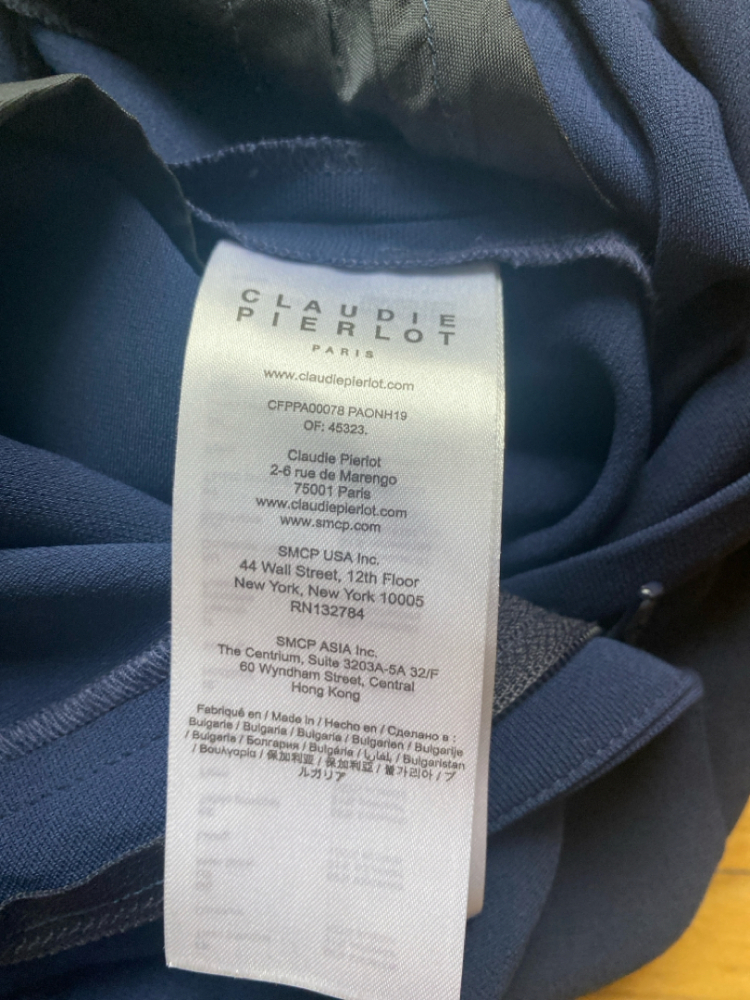 CLAUDIE
PIERLOT
PARIS
www.claudiepierlot.com
CFPPA00078 PAONH19
OF: 45323.
Claudie Pierlot
2-6 rue de Marengo
75001 Paris
www.claudiepierlot.com
www.smcp.com
SMCP USA Inc.
44 Wall Street, 12th Floor
New York, New York 10005
RN132784
SMCP ASIA Inc.
The Centrium, Suite 3203A-5A 32/F
60 Wyndham Street, Central
Hong Kong
Fabriqué en / Made In / Hecho en / Сделано в :
Bulgarie / Bulgaria / Bulgaria / Bulgarien / Bulgarije
/ Bulgaria / Болгария / Bulgária / بلغاريا / Bulgaristan
/ Βουλγαρία / 保加利亚 / 保加利亞 / 불가리아 / ブ
ルガリア